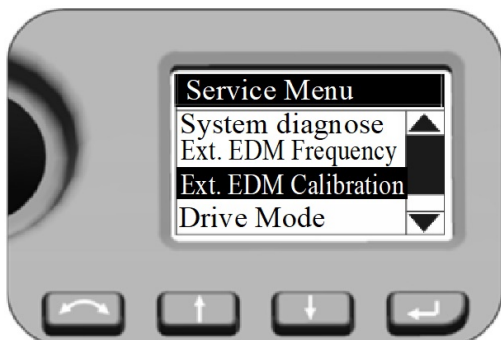 Service Menu
System diagnose
Ext. EDM Frequency
Ext. EDM Calibration
Drive Mode